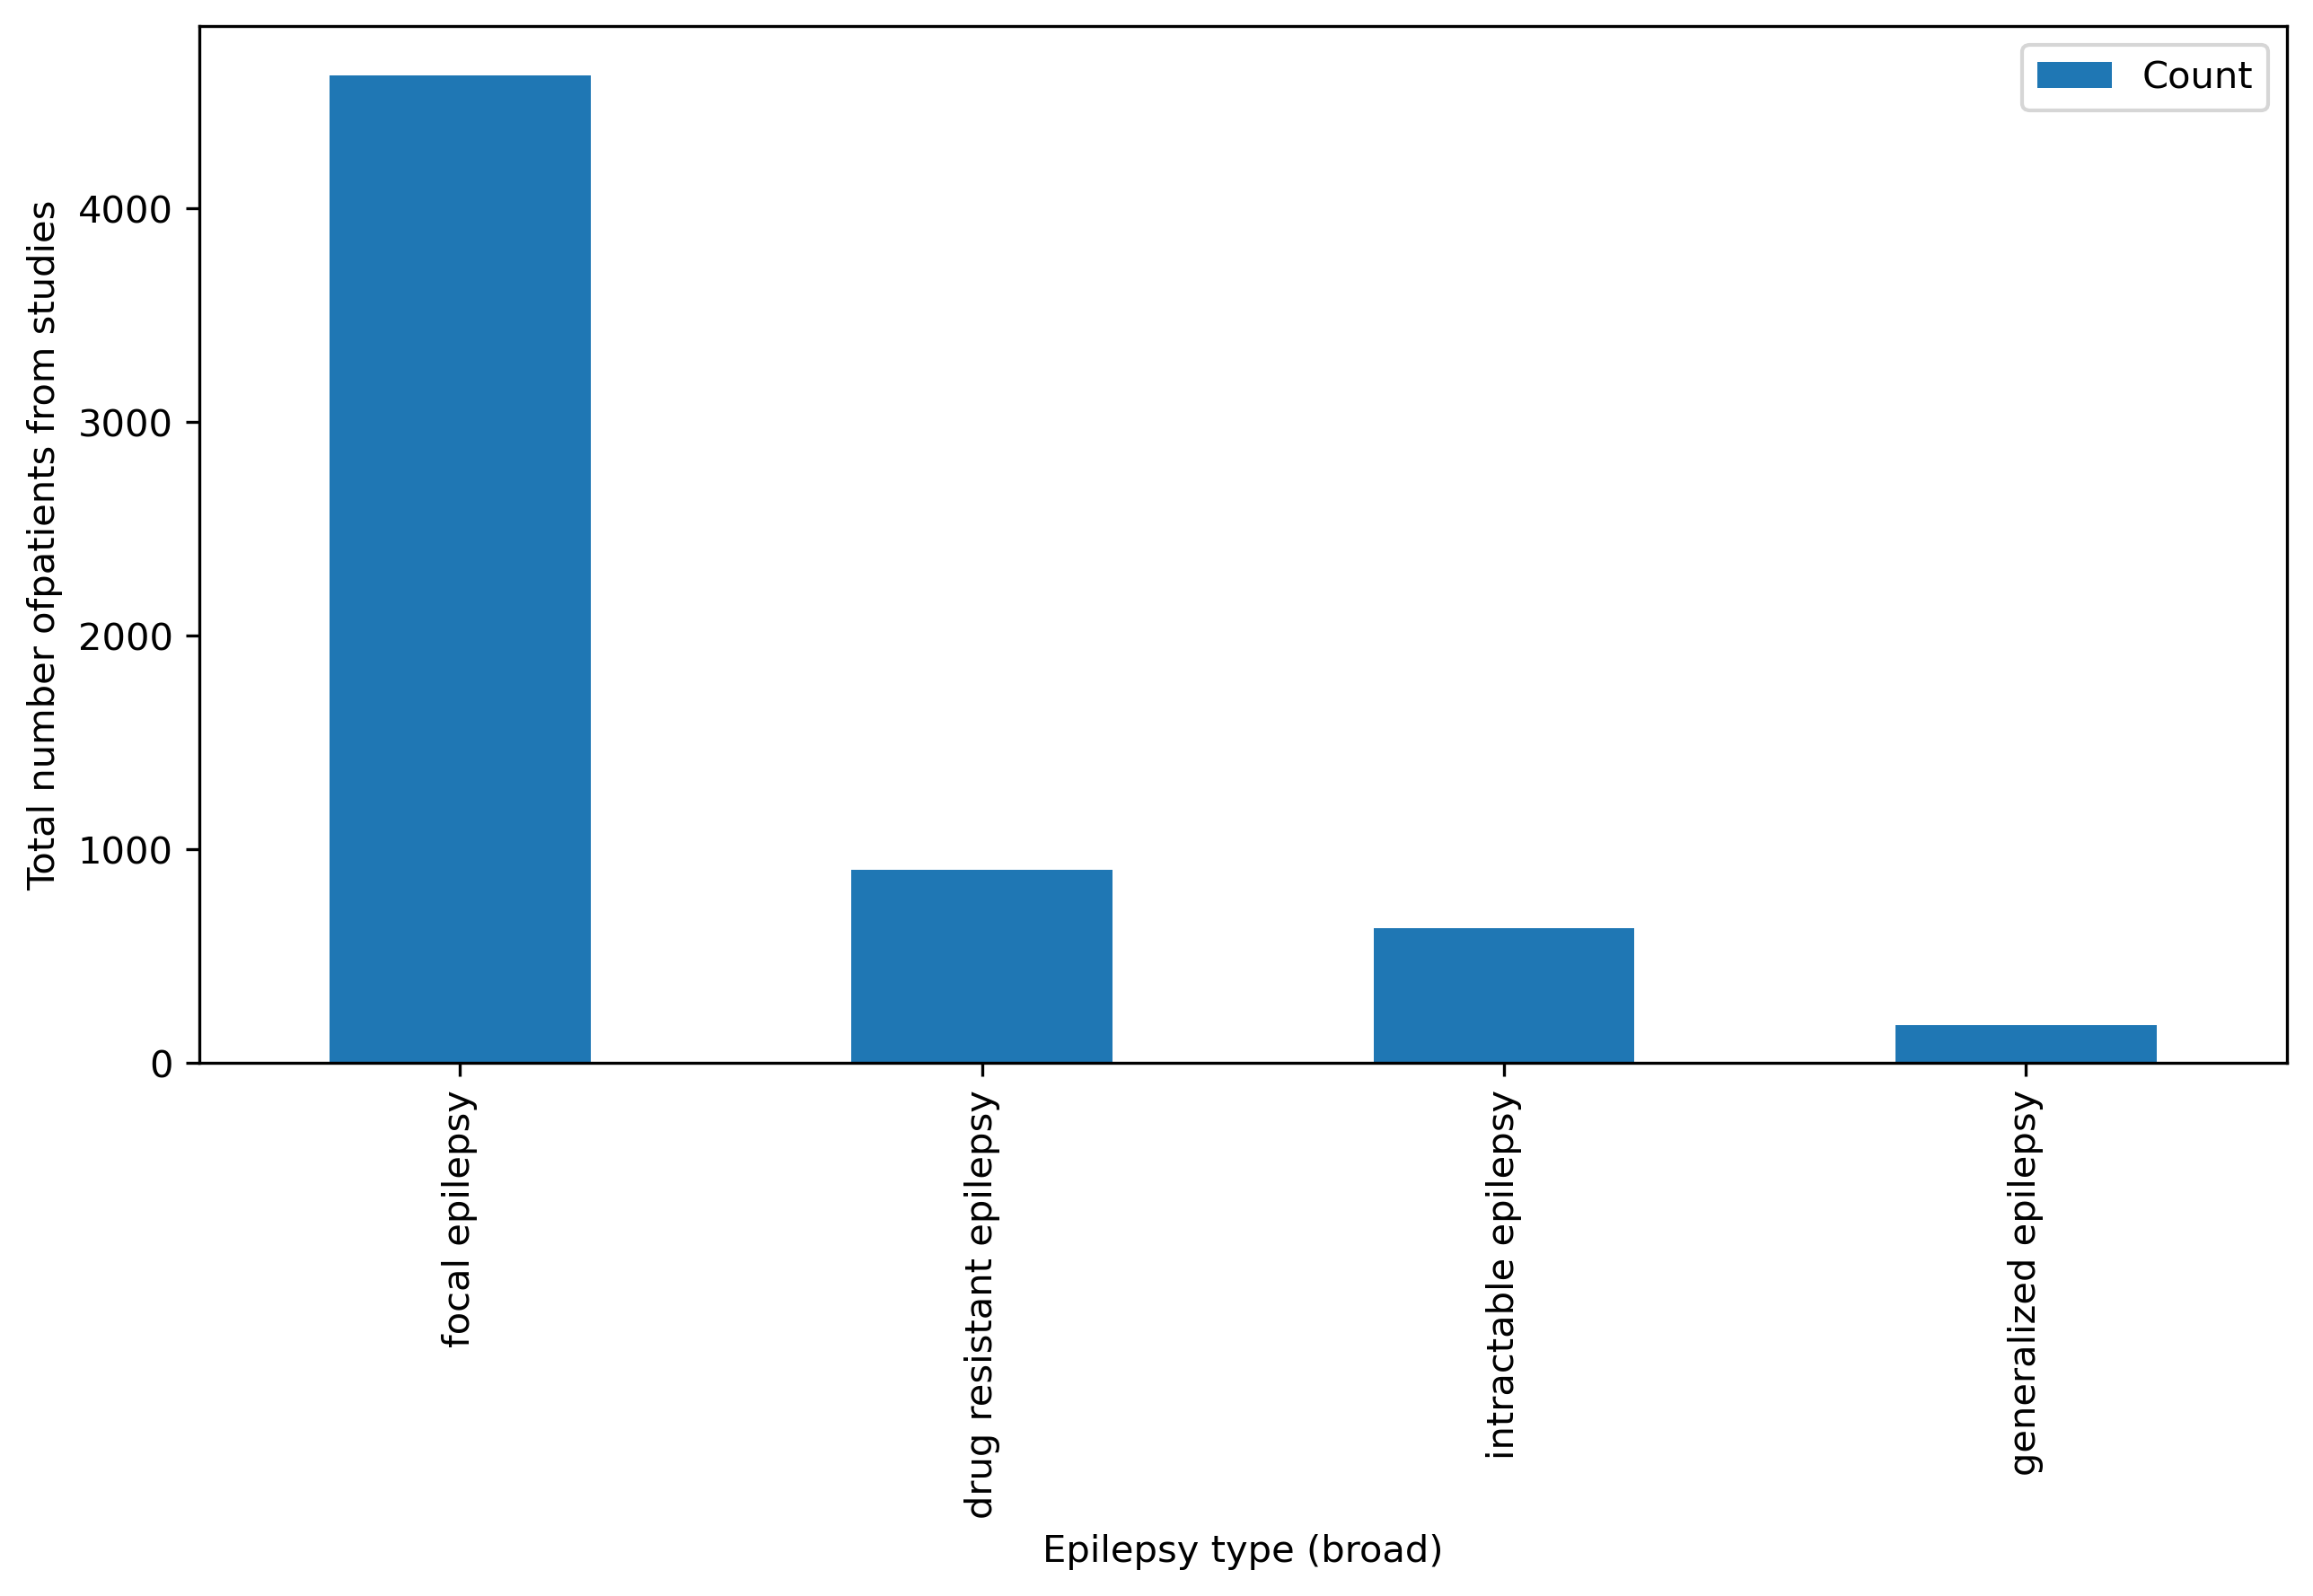 Count
Total number ofpatients from studies
4000
3000
2000
1000
0
focal epilepsy
drug resistant epilepsy
intractable epilepsy
generalized epilepsy
Epilepsy type (broad)